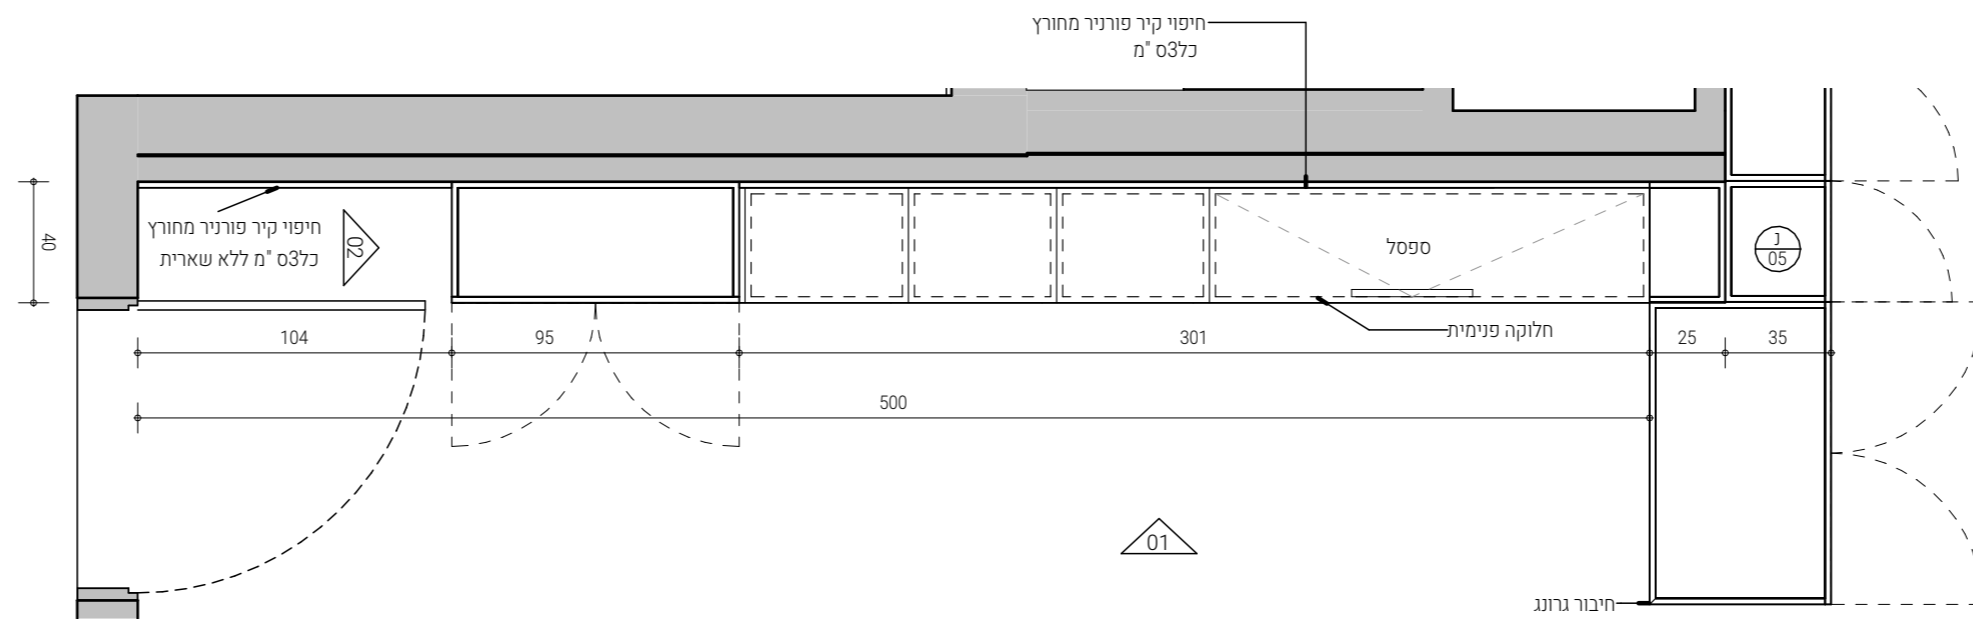 חיפוי קיר פורניר מחורץ
כל3ס "מ
חיפוי קיר פורניר מחורץ
כל3ס "מ ללא שארית
02
40
ספסל
נ
05
חלוקה פנימית
104
95
301
25
35
500
01
חיבור גרונג